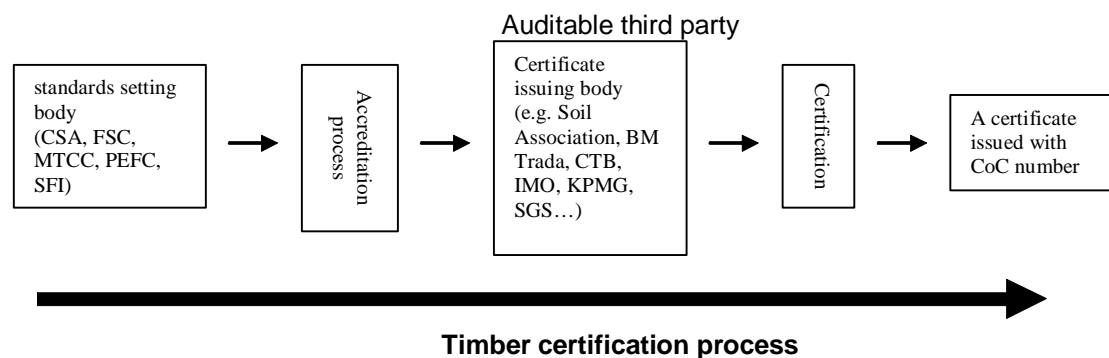 Auditable third party
standards setting
body
(CSA, FSC,
MTCC, PEFC,
SFI)
Accreditation
process
Certificate
issuing body
(e.g. Soil
Association, BM
Trada, CTB,
IMO, KPMG,
SGS…)
Certification
A certificate
issued with
CoC number
Timber certification process